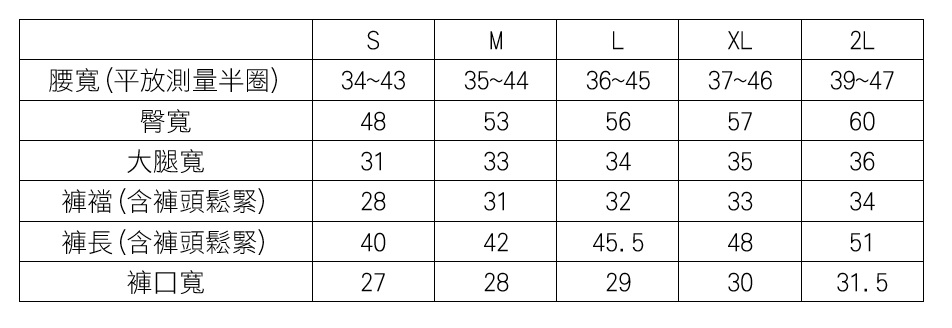 S M L XL 2L
腰寬(平放測量半圈) 34~43 35~44 36~45 37~46 39~47
臀寬 48 53 56 57 60
大腿寬 31 33 34 35 36
褲襠(含褲頭鬆緊) 28 31 32 33 34
褲長(含褲頭鬆緊) 40 42 45.5 48 51
褲口寬 27 28 29 30 31.5